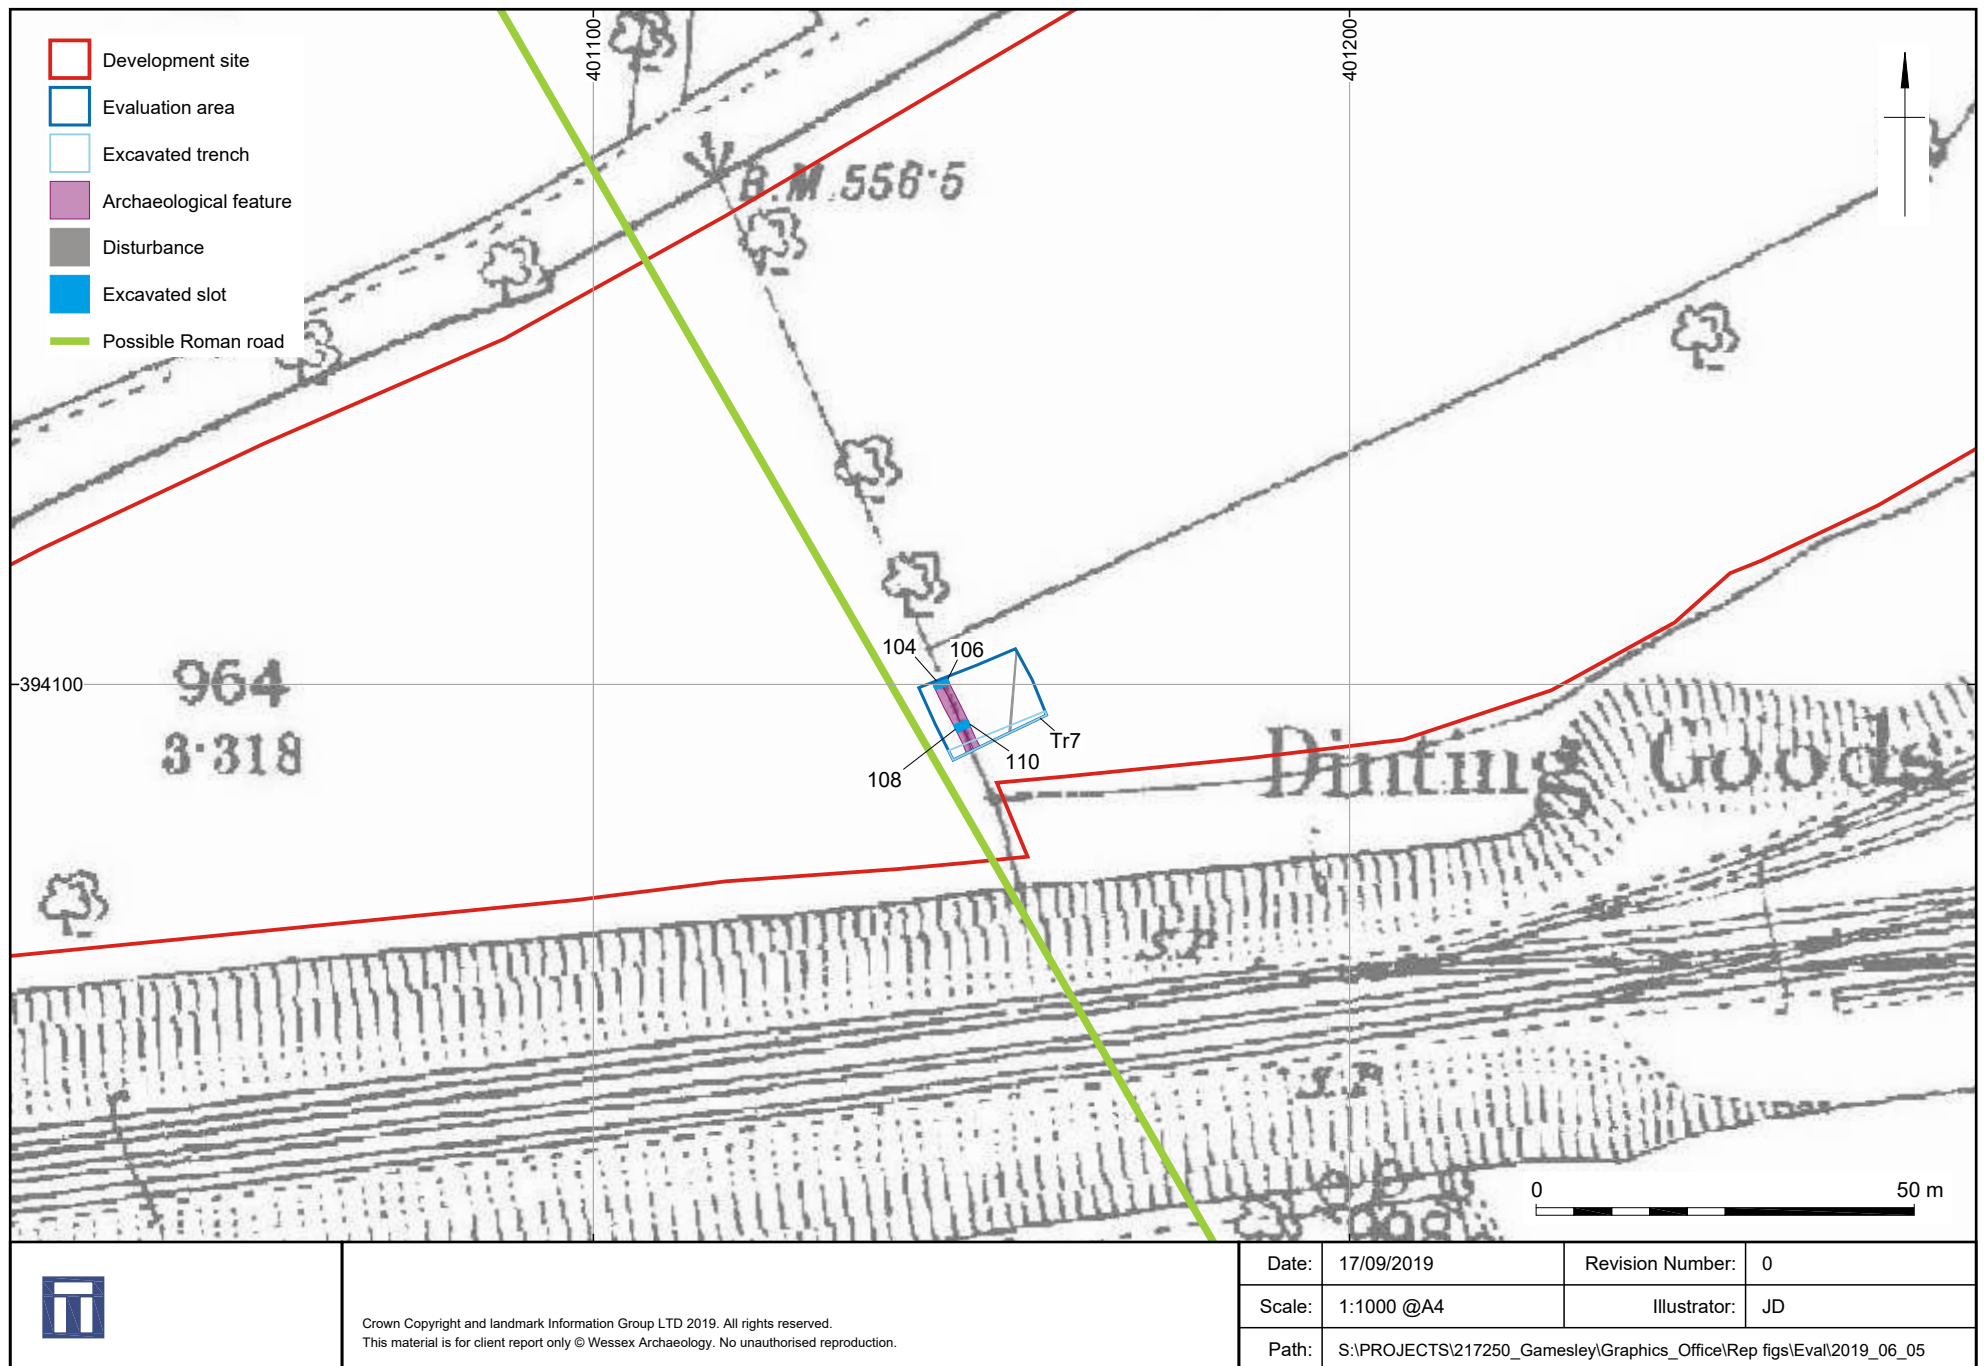 Development site
Evaluation area
Excavated trench
Archaeological feature
Disturbance
Excavated slot
Possible Roman road
401100
401200
B.M. 556·5
964
3·318
394100
104
106
108
110
Tr7
Dinting Goods
S.P
S.P
0
50 m
Crown Copyright and landmark Information Group LTD 2019. All rights reserved.
This material is for client report only © Wessex Archaeology. No unauthorised reproduction.
Date: 17/09/2019 Revision Number: 0
Scale: 1:1000 @A4 Illustrator: JD
Path: S:\PROJECTS\217250_Gamesley\Graphics_Office\Rep figs\Eval\2019_06_05